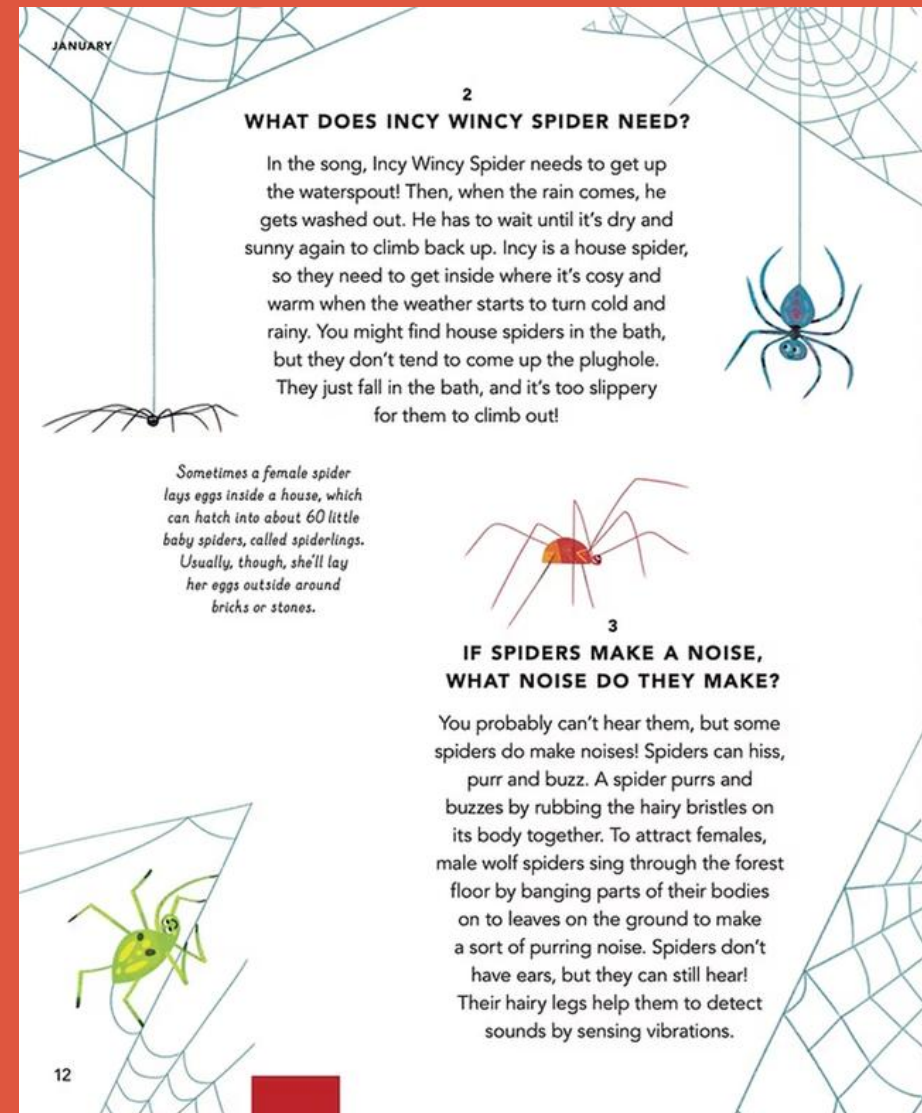 JANUARY
2
WHAT DOES INCY WINCY SPIDER NEED?
In the song, Incy Wincy Spider needs to get up
the waterspout! Then, when the rain comes, he
gets washed out. He has to wait until it's dry and
sunny again to climb back up. Incy is a house spider,
so they need to get inside where it's cosy and
warm when the weather starts to turn cold and
rainy. You might find house spiders in the bath,
but they don't tend to come up the plughole.
They just fall in the bath, and it's too slippery
for them to climb out!
Sometimes a female spider
lays eggs inside a house, which
can hatch into about 60 little
baby spiders, called spiderlings.
Usually, though, she'll lay
her eggs outside around
bricks or stones.
3
IF SPIDERS MAKE A NOISE,
WHAT NOISE DO THEY MAKE?
You probably can't hear them, but some
spiders do make noises! Spiders can hiss,
purr and buzz. A spider purrs and
buzzes by rubbing the hairy bristles on
its body together. To attract females,
male wolf spiders sing through the forest
floor by banging parts of their bodies
on to leaves on the ground to make
a sort of purring noise. Spiders don't
have ears, but they can still hear!
Their hairy legs help them to detect
sounds by sensing vibrations.
12